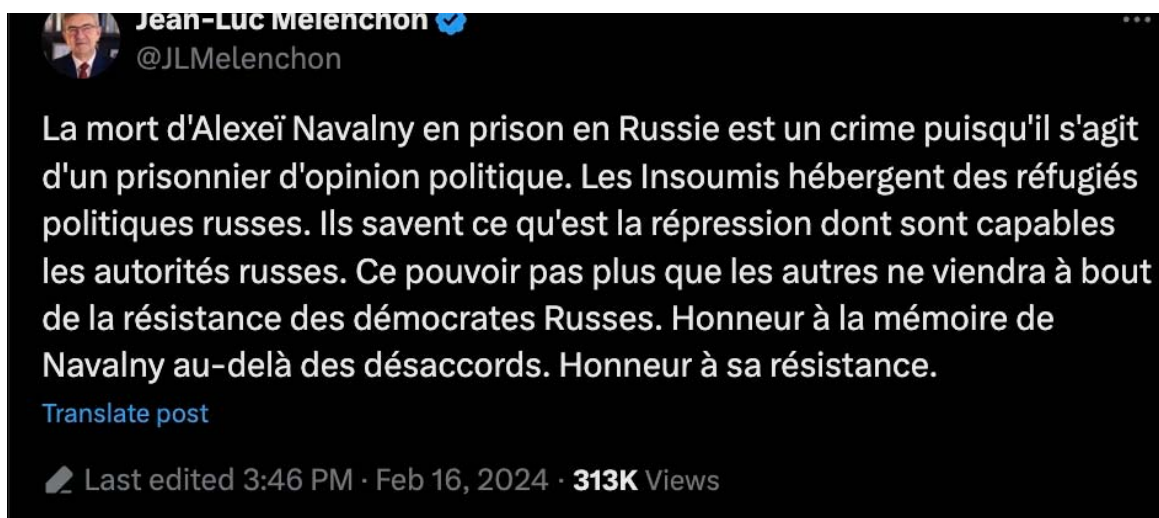 Jean-Luc Mélenchon
@JLMelenchon
La mort d'Alexeï Navalny en prison en Russie est un crime puisqu'il s'agit
d'un prisonnier d'opinion politique. Les Insoumis hébergent des réfugiés
politiques russes. Ils savent ce qu'est la répression dont sont capables
les autorités russes. Ce pouvoir pas plus que les autres ne viendra à bout
de la résistance des démocrates Russes. Honneur à la mémoire de
Navalny au-delà des désaccords. Honneur à sa résistance.
Translate post
Last edited 3:46 PM · Feb 16, 2024 · 313K Views